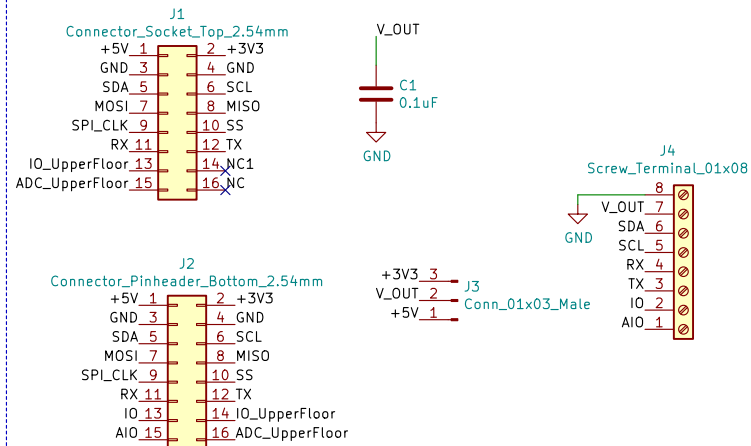 J1
Connector_Socket_Top_2.54mm
+5V 1 2 +3V3
GND 3 4 GND
SDA 5 6 SCL
MOSI 7 8 MISO
SPI_CLK 9 10 SS
RX 11 12 TX
IO_UpperFloor 13 14 NC1
ADC_UpperFloor 15 16 NC
V_OUT
C1
0.1uF
GND
J4
Screw_Terminal_01x08
8
V_OUT 7
SDA 6
SCL 5
RX 4
TX 3
IO 2
AIO 1
GND
J2
Connector_Pinheader_Bottom_2.54mm
+5V 1 2 +3V3
GND 3 4 GND
SDA 5 6 SCL
MOSI 7 8 MISO
SPI_CLK 9 10 SS
RX 11 12 TX
IO 13 14 IO_UpperFloor
AIO 15 16 ADC_UpperFloor
+3V3 3
V_OUT 2
+5V 1
J3
Conn_01x03_Male